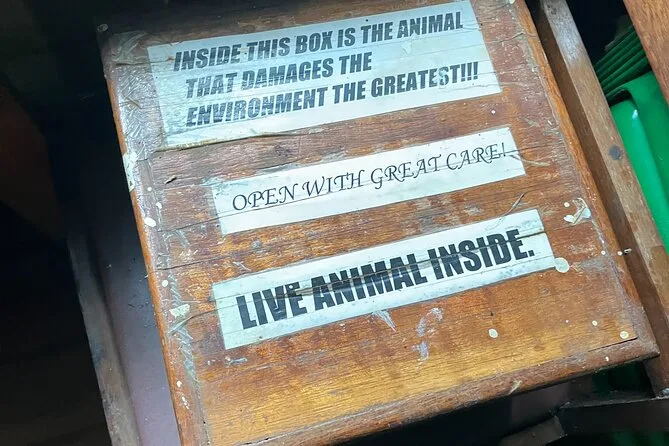 INSIDE THIS BOX IS THE ANIMAL
THAT DAMAGES THE
ENVIRONMENT THE GREATEST!!!
OPEN WITH GREAT CARE!
LIVE ANIMAL INSIDE.